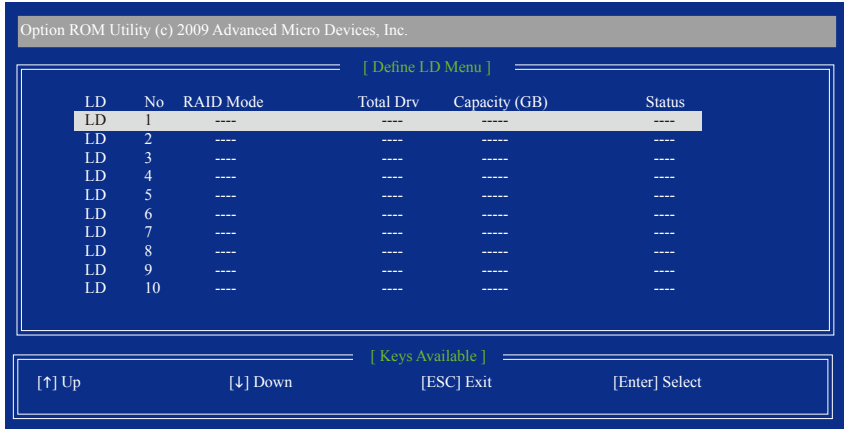 Option ROM Utility (c) 2009 Advanced Micro Devices, Inc.
[ Define LD Menu ]
LD No RAID Mode Total Drv Capacity (GB) Status
LD 1 ---- ---- ----- ----
LD 2 ---- ---- ----- ----
LD 3 ---- ---- ----- ----
LD 4 ---- ---- ----- ----
LD 5 ---- ---- ----- ----
LD 6 ---- ---- ----- ----
LD 7 ---- ---- ----- ----
LD 8 ---- ---- ----- ----
LD 9 ---- ---- ----- ----
LD 10 ---- ---- ----- ----
[ Keys Available ]
[↑] Up [↓] Down [ESC] Exit [Enter] Select